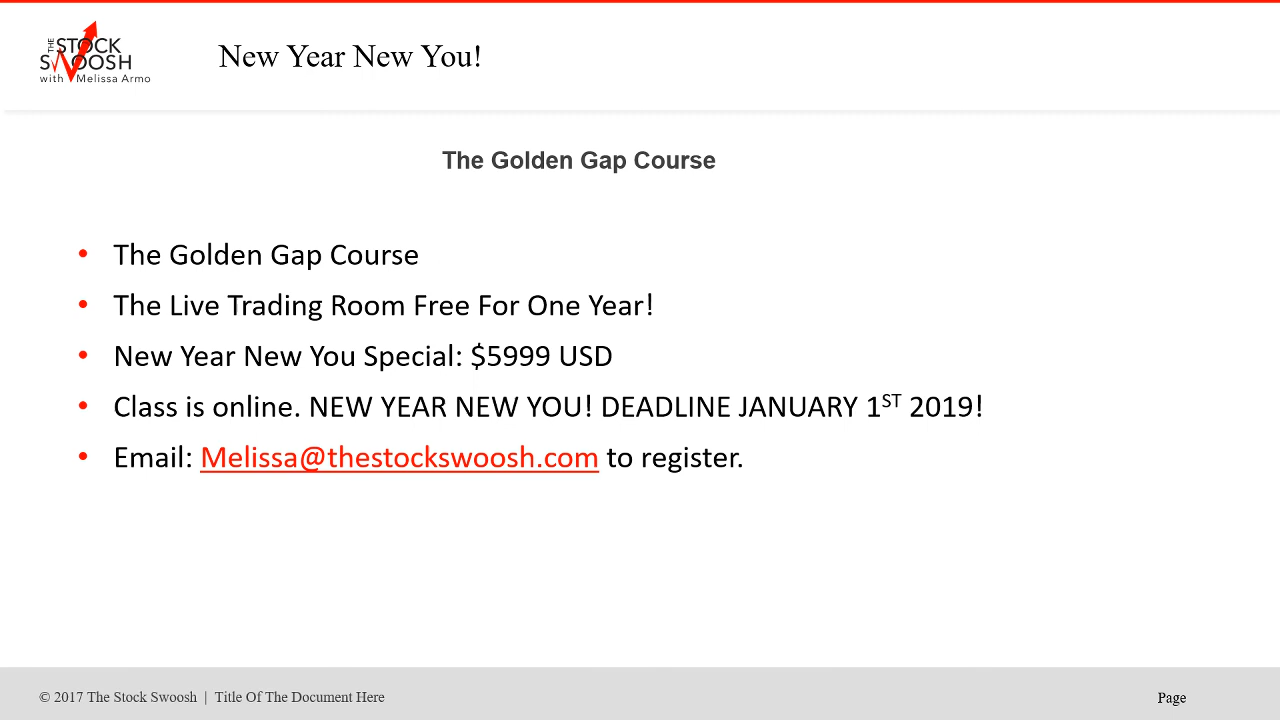 THE STOCK
SWOOSH
with Melissa Armo
New Year New You!
The Golden Gap Course
• The Golden Gap Course
• The Live Trading Room Free For One Year!
• New Year New You Special: $5999 USD
• Class is online. NEW YEAR NEW YOU! DEADLINE JANUARY 1ST 2019!
• Email: Melissa@thestockswoosh.com to register.
© 2017 The Stock Swoosh | Title Of The Document Here
Page